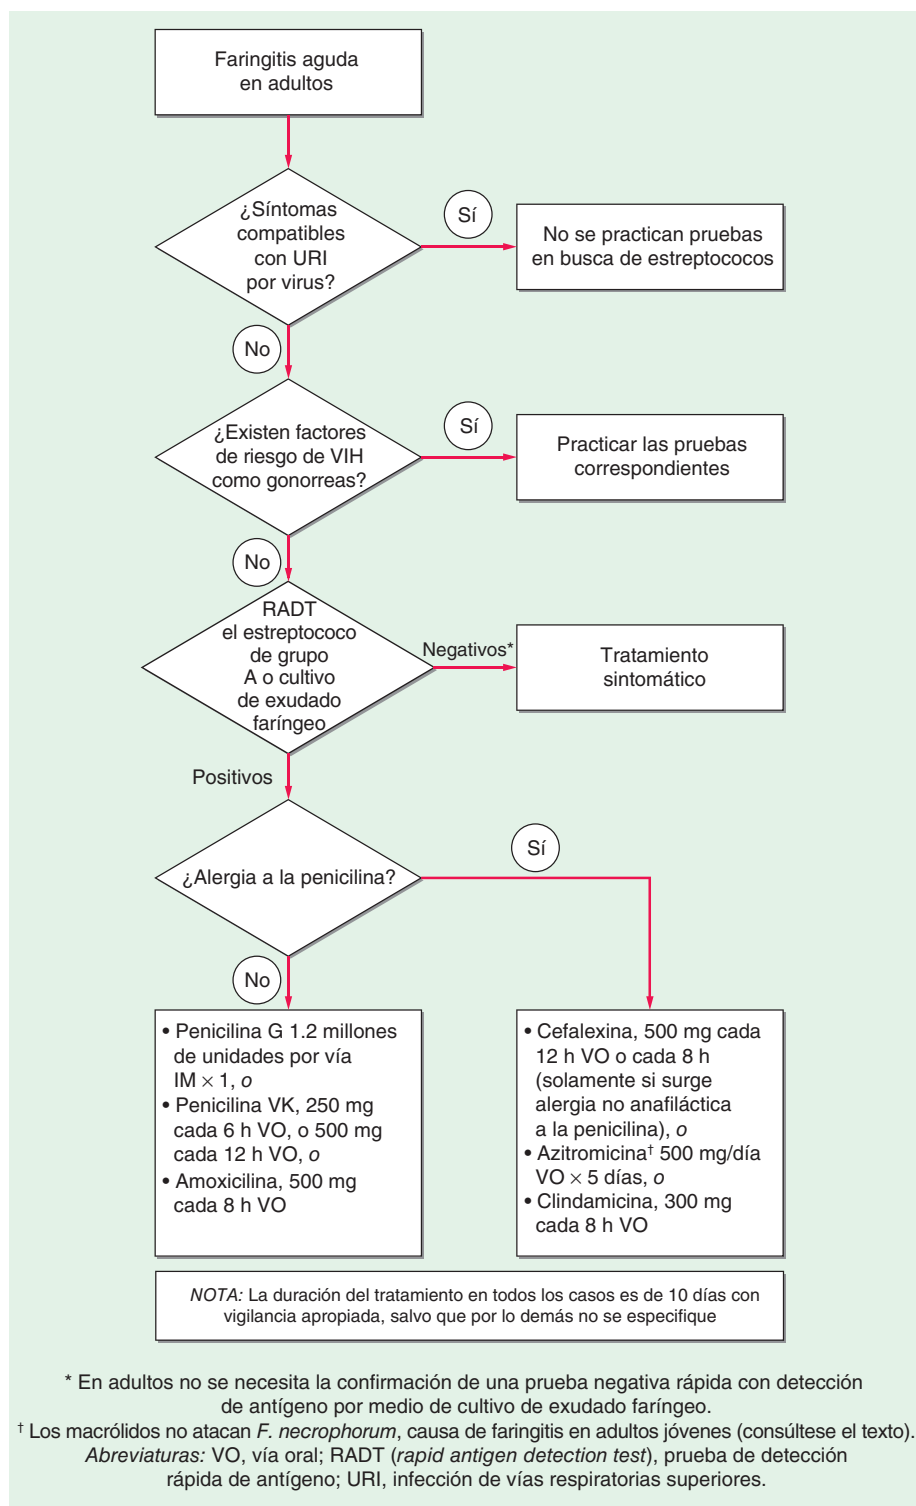 Faringitis aguda
en adultos
¿Síntomas
compatibles
con URI
por virus?
Sí
No se practican pruebas
en busca de estreptococos
No
¿Existen factores
de riesgo de VIH
como gonorreas?
Sí
Practicar las pruebas
correspondientes
No
RADT
el estreptococo
de grupo
A o cultivo
de exudado
faríngeo
Negativos*
Tratamiento
sintomático
Positivos
¿Alergia a la penicilina?
Sí
No
• Penicilina G 1.2 millones
de unidades por vía
IM × 1, o
• Penicilina VK, 250 mg
cada 6 h VO, o 500 mg
cada 12 h VO, o
• Amoxicilina, 500 mg
cada 8 h VO
• Cefalexina, 500 mg cada
12 h VO o cada 8 h
(solamente si surge
alergia no anafiláctica
a la penicilina), o
• Azitromicina† 500 mg/día
VO × 5 días, o
• Clindamicina, 300 mg
cada 8 h VO
NOTA: La duración del tratamiento en todos los casos es de 10 días con
vigilancia apropiada, salvo que por lo demás no se especifique
* En adultos no se necesita la confirmación de una prueba negativa rápida con detección
de antígeno por medio de cultivo de exudado faríngeo.
† Los macrólidos no atacan F. necrophorum, causa de faringitis en adultos jóvenes (consúltese el texto).
Abreviaturas: VO, vía oral; RADT (rapid antigen detection test), prueba de detección
rápida de antígeno; URI, infección de vías respiratorias superiores.